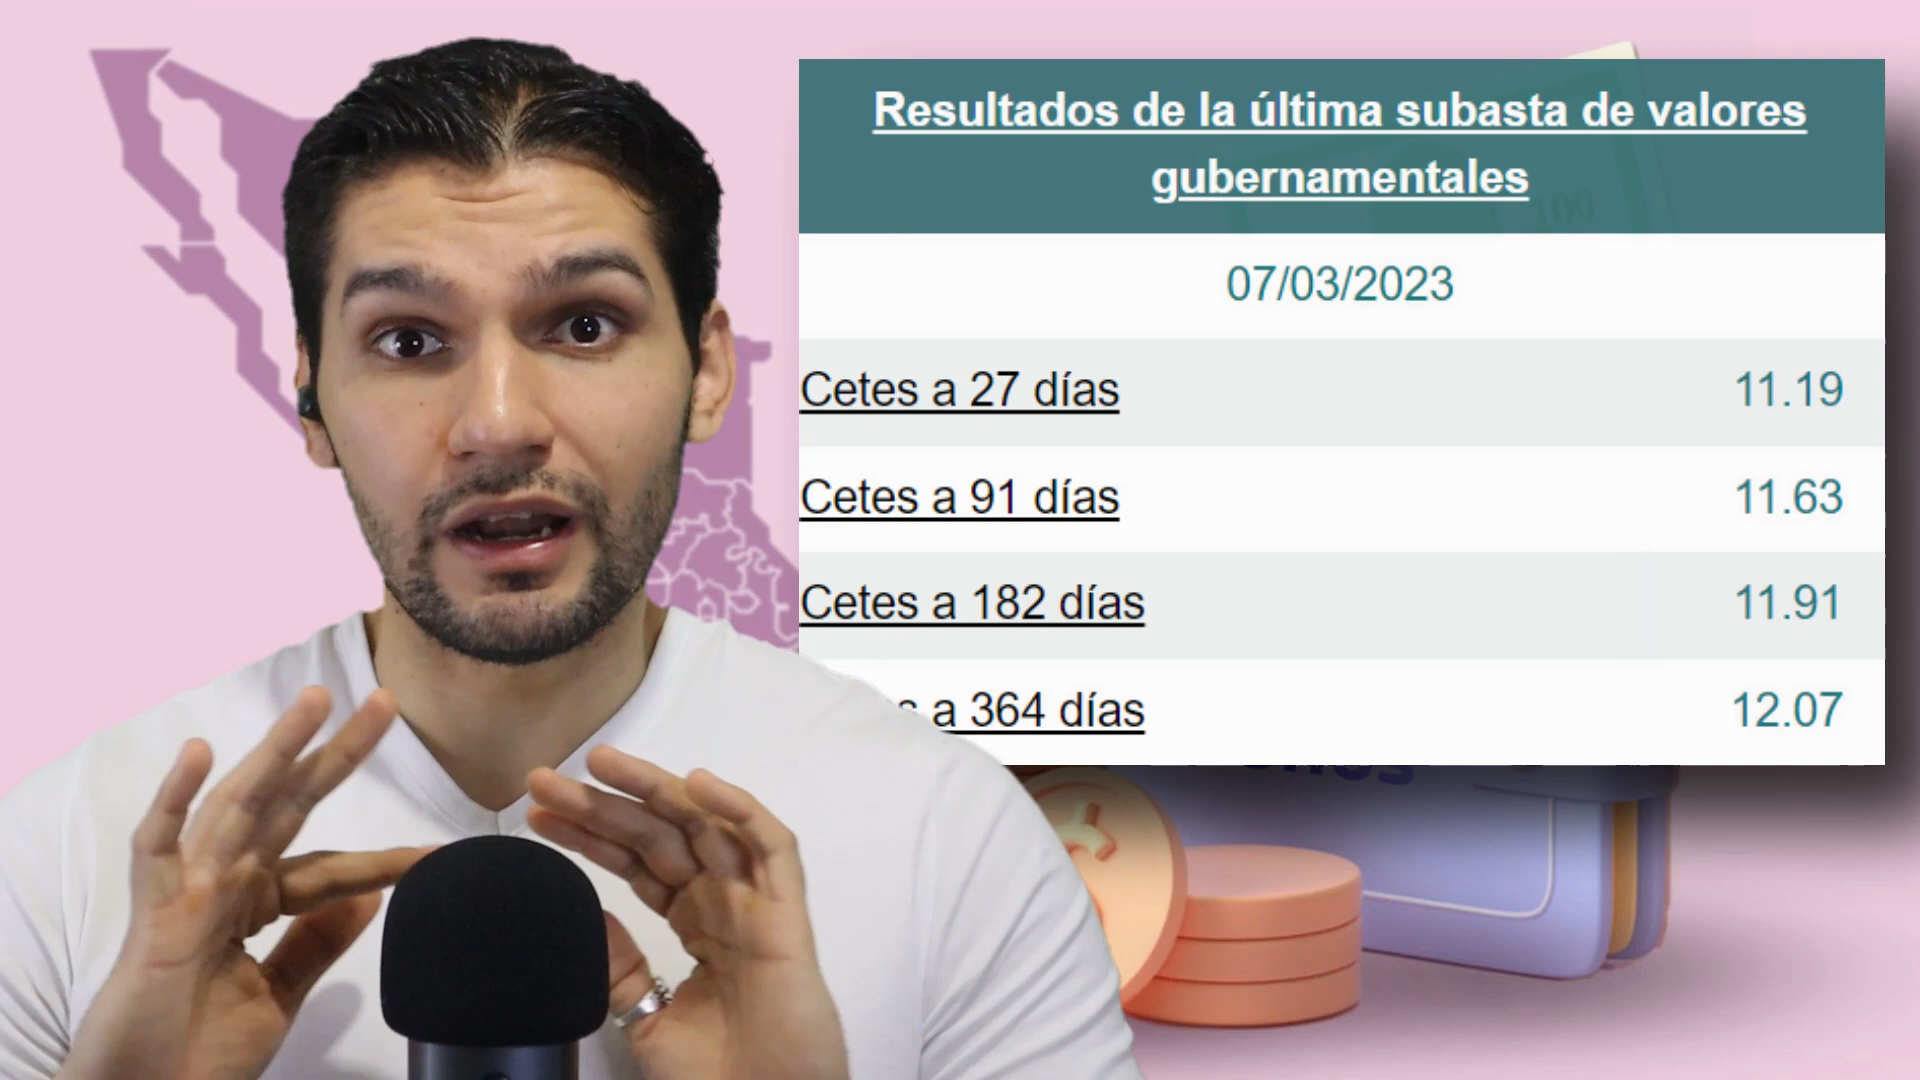 Resultados de la última subasta de valores
gubernamentales
07/03/2023
Cetes a 27 días 11.19
Cetes a 91 días 11.63
Cetes a 182 días 11.91
a 364 días 12.07
100